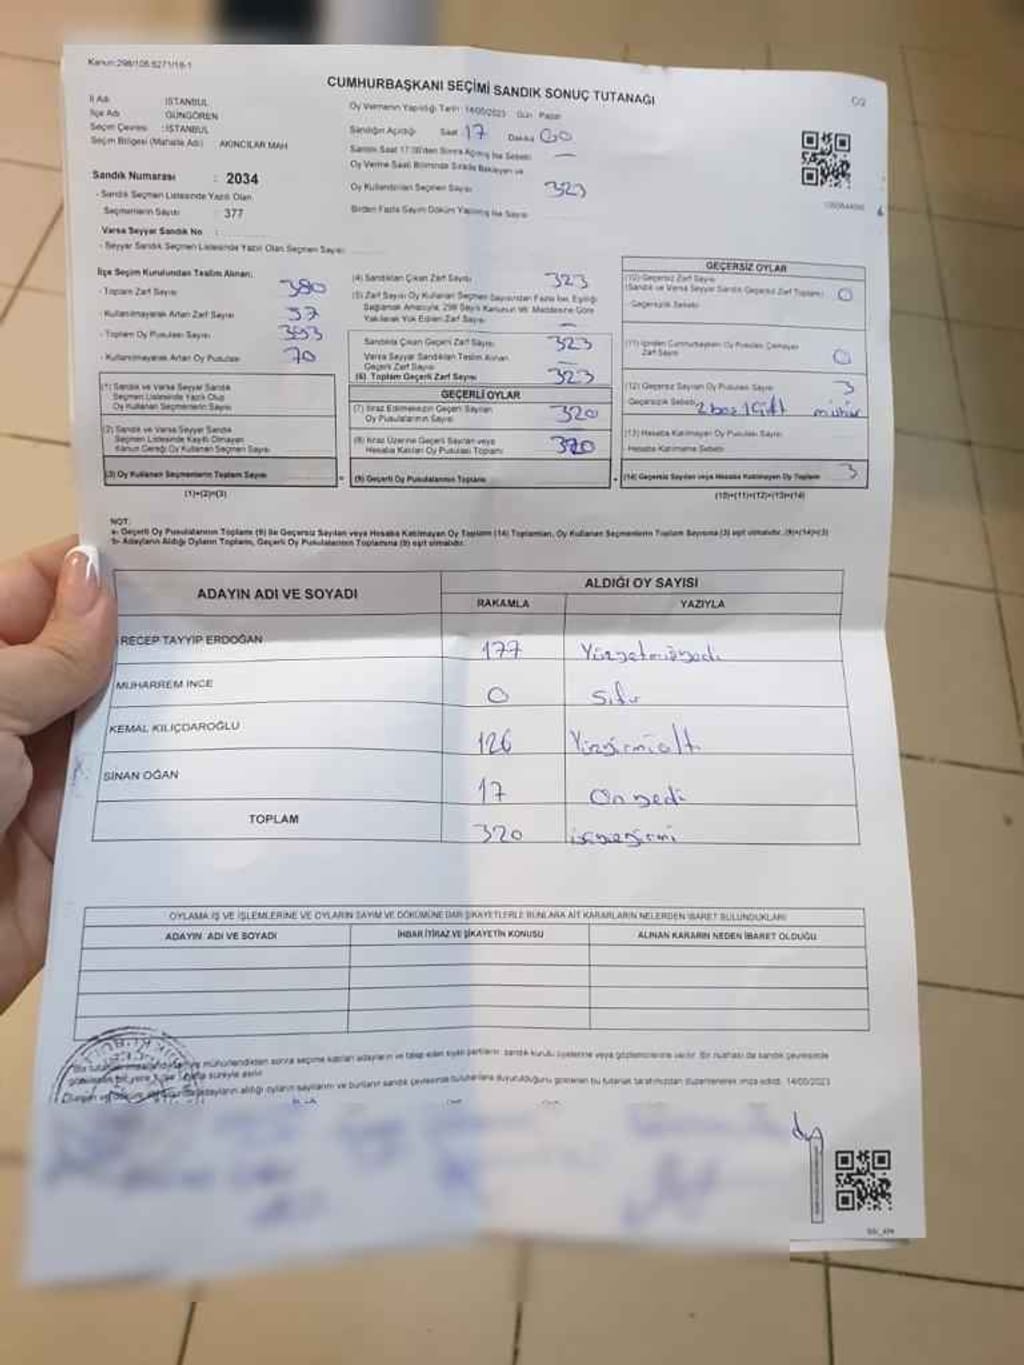 Kanun:298/105.6271/16-1
CUMHURBAŞKANI SEÇİMİ SANDIK SONUÇ TUTANAĞI
İl Adı : İSTANBUL
İlçe Adı : GÜNGÖREN
Seçim Çevresi : İSTANBUL
Seçim Bölgesi (Mahalle Adı) : AKINCILAR MAH
Sandık Numarası : 2034
- Sandık Seçmen Listesinde Yazılı Olan
Seçmenlerin Sayısı : 377
Varsa Seyyar Sandık No :
- Seyyar Sandık Seçmen Listesinde Yazılı Olan Seçmen Sayısı
Oy Vermenin Yapıldığı Tarih: 14/05/2023 Gün: Pazar
Sandığın Açıldığı Saat 17 Dakika 00
Sandık Saat 17:00'den Sonra Açılmış İse Sebebi: —
Oy Verme Saati Bitiminde Sırada Bekleyen ve
Oy Kullandırılan Seçmen Sayısı 323
Birden Fazla Sayım Döküm Yapılmış İse Sayısı
İlçe Seçim Kurulundan Teslim Alınan:
- Toplam Zarf Sayısı 380
- Kullanılmayarak Artan Zarf Sayısı 57
- Toplam Oy Pusulası Sayısı 393
- Kullanılmayarak Artan Oy Pusulası 70
(1) Sandık ve Varsa Seyyar Sandık
Seçmen Listesinde Yazılı Olup
Oy Kullanan Seçmenlerin Sayısı
(2) Sandık ve Varsa Seyyar Sandık
Seçmen Listesinde Kayıtlı Olmayan
Kanun Gereği Oy Kullanan Seçmen Sayısı
(3) Oy Kullanan Seçmenlerin Toplam Sayısı
(1)+(2)=(3)
(4) Sandıktan Çıkan Zarf Sayısı 323
(5) Zarf Sayısı Oy Kullanan Seçmen Sayısından Fazla İse, Eşitliği
Sağlamak Amacıyla, 298 Sayılı Kanunun 98. Maddesine Göre
Yakılarak Yok Edilen Zarf Sayısı —
Sandıkta Çıkan Geçerli Zarf Sayısı 323
Varsa Seyyar Sandıktan Teslim Alınan
Geçerli Zarf Sayısı —
(6) Toplam Geçerli Zarf Sayısı 323
GEÇERLİ OYLAR
(7) İtiraz Edilmeksizin Geçerli Sayılan
Oy Pusulalarının Sayısı 320
(8) İtiraz Üzerine Geçerli Sayılan veya
Hesaba Katılan Oy Pusulası Toplamı 320
(9) Geçerli Oy Pusulalarının Toplamı
GEÇERSİZ OYLAR
(10) Geçersiz Zarf Sayısı
(Sandık ve Varsa Seyyar Sandık Geçersiz Zarf Toplamı) 0
Geçersizlik Sebebi:
(11) İçinden Cumhurbaşkanı Oy Pusulası Çıkmayan
Zarf Sayısı 0
(12) Geçersiz Sayılan Oy Pusulası Sayısı 3
Geçersizlik Sebebi: 2 boş 1 Çift mühür
(13) Hesaba Katılmayan Oy Pusulası Sayısı
Hesaba Katılmama Sebebi:
(14) Geçersiz Sayılan veya Hesaba Katılmayan Oy Toplamı 3
(10)+(11)+(12)+(13)=(14)
NOT:
a- Geçerli Oy Pusulalarının Toplamı (9) ile Geçersiz Sayılan veya Hesaba Katılmayan Oy Toplamı (14) Toplamları, Oy Kullanan Seçmenlerin Toplam Sayısına (3) eşit olmalıdır. (9)+(14)=(3)
b- Adayların Aldığı Oyların Toplamı, Geçerli Oy Pusulalarının Toplamına (9) eşit olmalıdır.
ADAYIN ADI VE SOYADI
ALDIĞI OY SAYISI
RAKAMLA YAZIYLA
RECEP TAYYİP ERDOĞAN 177 Yüzyetmişyedi
MUHARREM İNCE 0 Sıfır
KEMAL KILIÇDAROĞLU 126 Yüzyirmialtı
SİNAN OĞAN 17 On yedi
TOPLAM 320 üçyüzyirmi
OYLAMA İŞ VE İŞLEMLERİNE VE OYLARIN SAYIM VE DÖKÜMÜNE DAİR ŞİKAYETLERLE BUNLARA AİT KARARLARIN NELERDEN İBARET BULUNDUKLARI
ADAYIN ADI VE SOYADI
İHBAR İTİRAZ VE ŞİKAYETİN KONUSU
ALINAN KARARIN NEDEN İBARET OLDUĞU
mühürlendikten sonra seçime katılan adayların ve talep eden siyasi partilerin sandık kurulu üyelerine veya gözlemcilerine verilir. Bir nüshası da sandık çevresinde
süreyle asılır.
adayların aldığı oyların sayılarını ve bunların sandık çevresinde bulunanlara duyurulduğunu gösteren bu tutanak tarafımızdan düzenlenerek imza edildi. 14/05/2023